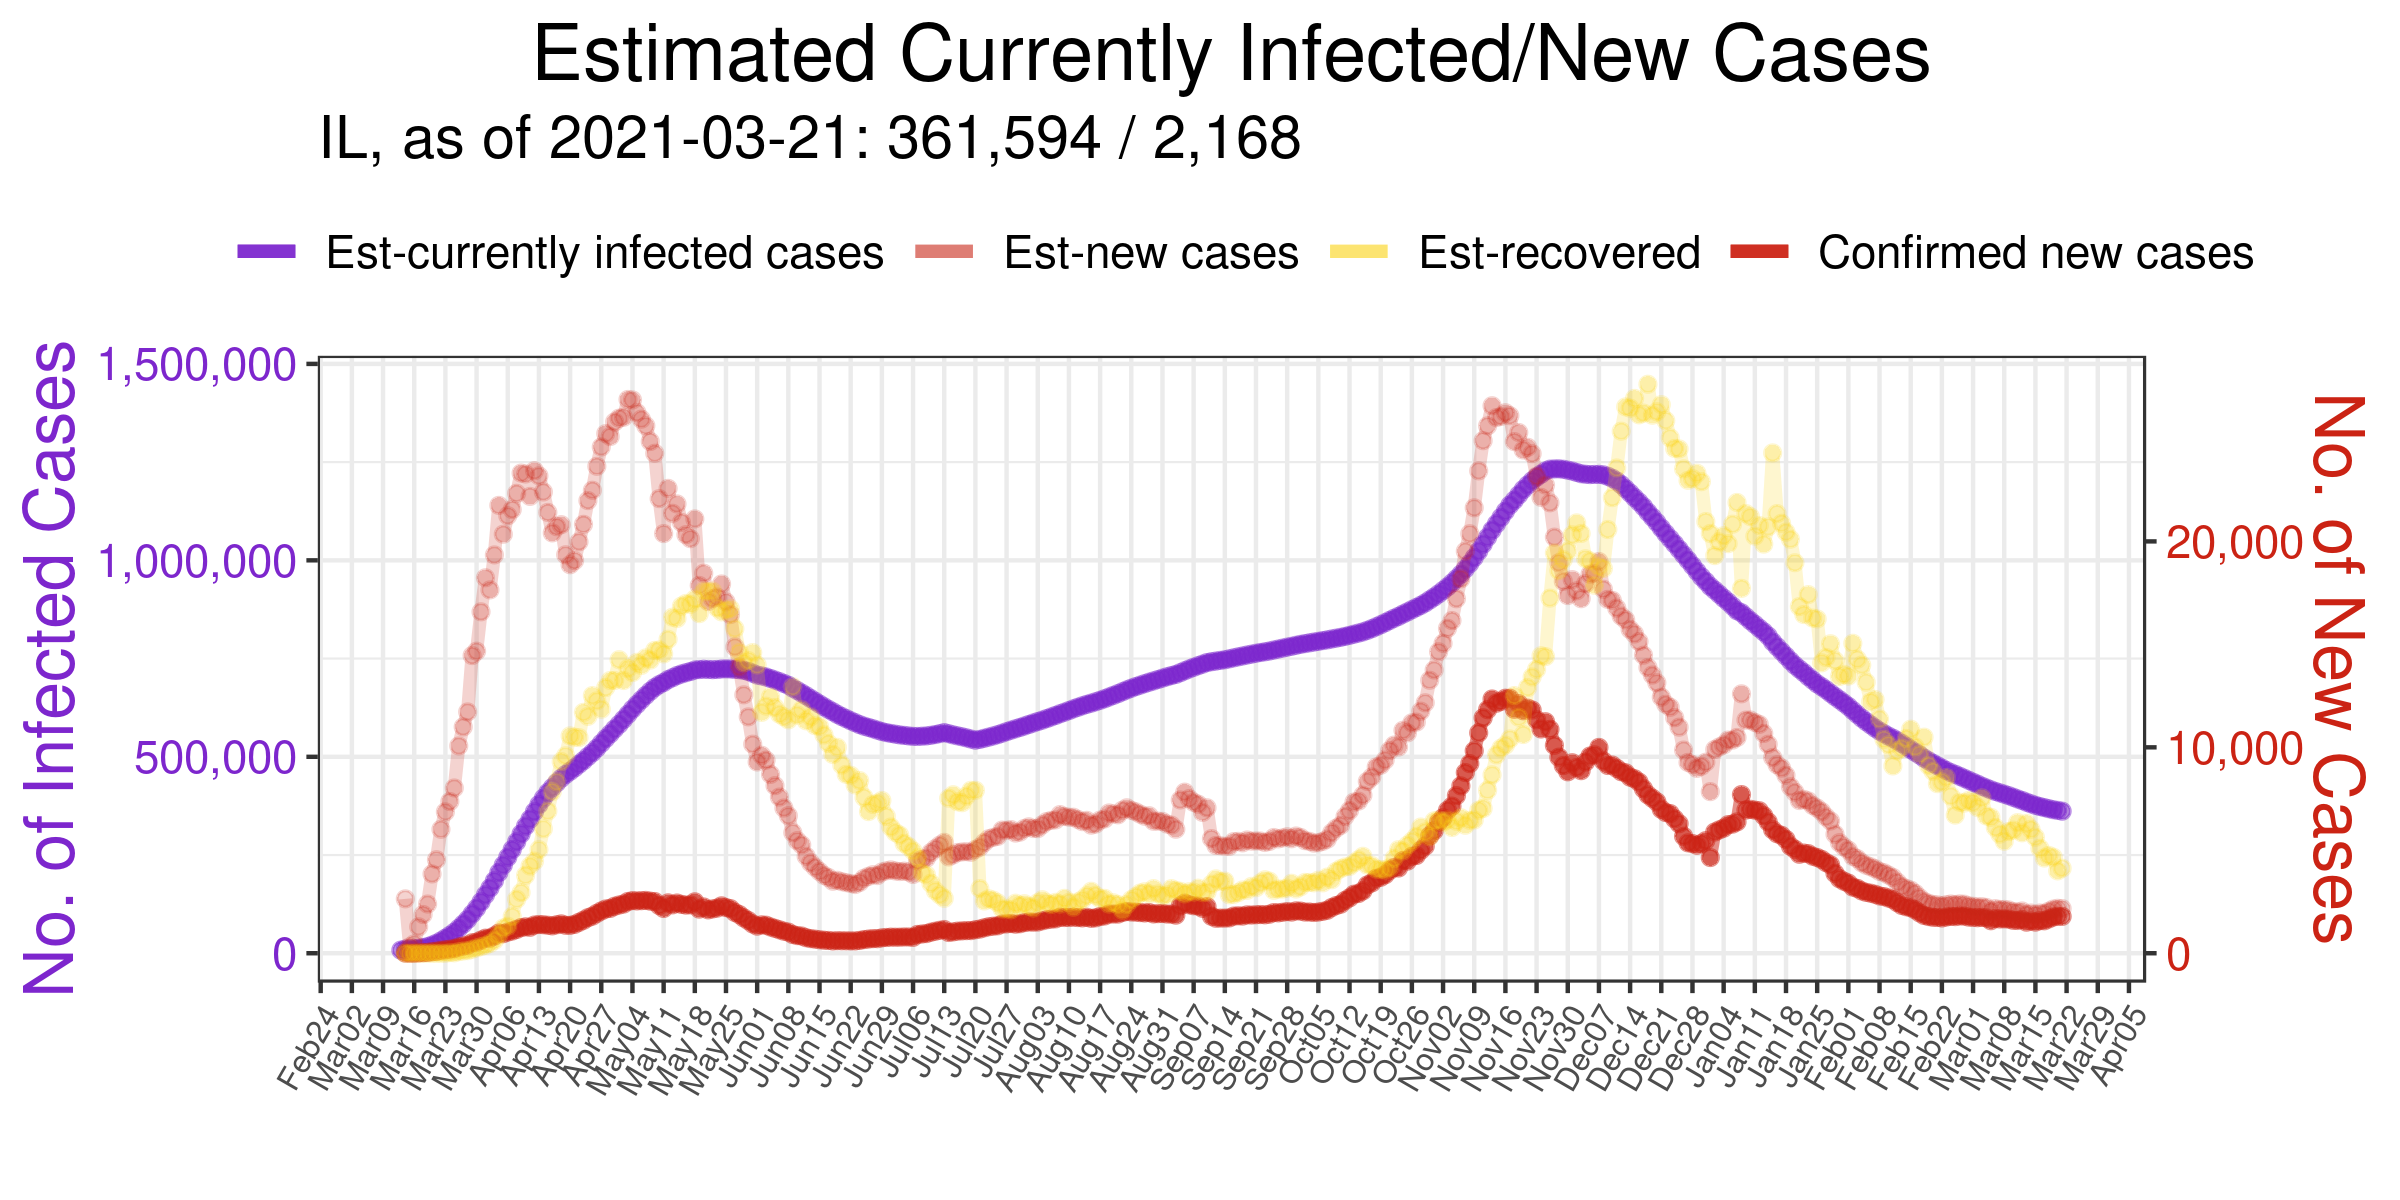 Estimated Currently Infected/New Cases
IL, as of 2021-03-21: 361,594 / 2,168
Est-currently infected cases
Est-new cases
Est-recovered
Confirmed new cases
No. of Infected Cases
1,500,000
1,000,000
500,000
0
20,000
10,000
0
No. of New Cases
Feb24
Mar02
Mar09
Mar16
Mar23
Mar30
Apr06
Apr13
Apr20
Apr27
May04
May11
May18
May25
Jun01
Jun08
Jun15
Jun22
Jun29
Jul06
Jul13
Jul20
Jul27
Aug03
Aug10
Aug17
Aug24
Aug31
Sep07
Sep14
Sep21
Sep28
Oct05
Oct12
Oct19
Oct26
Nov02
Nov09
Nov16
Nov23
Nov30
Dec07
Dec14
Dec21
Dec28
Jan04
Jan11
Jan18
Jan25
Feb01
Feb08
Feb15
Feb22
Mar01
Mar08
Mar15
Mar22
Mar29
Apr05